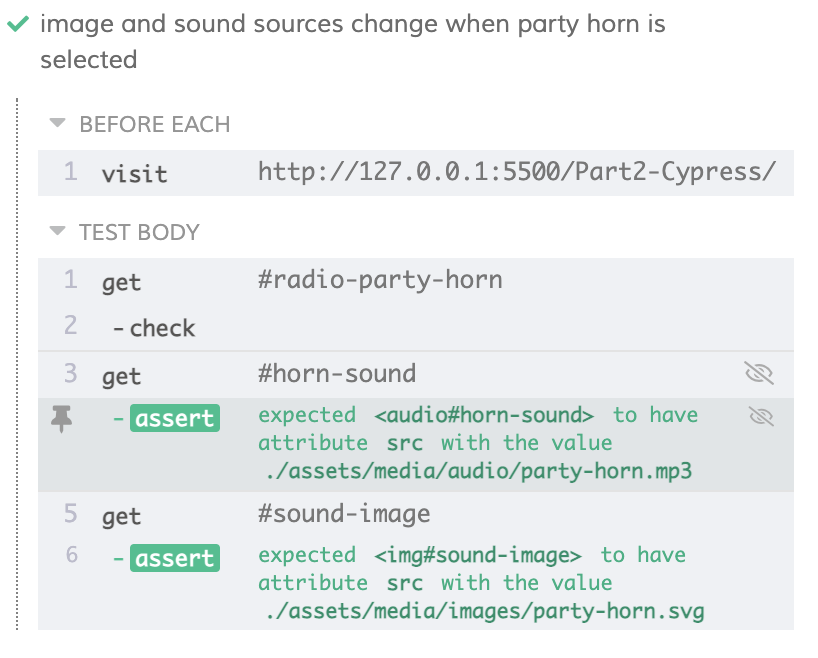 image and sound sources change when party horn is
selected
BEFORE EACH
1 visit http://127.0.0.1:5500/Part2-Cypress/
TEST BODY
1 get #radio-party-horn
2 -check
3 get #horn-sound
-assert expected <audio#horn-sound> to have
attribute src with the value
./assets/media/audio/party-horn.mp3
5 get #sound-image
6 -assert expected <img#sound-image> to have
attribute src with the value
./assets/media/images/party-horn.svg